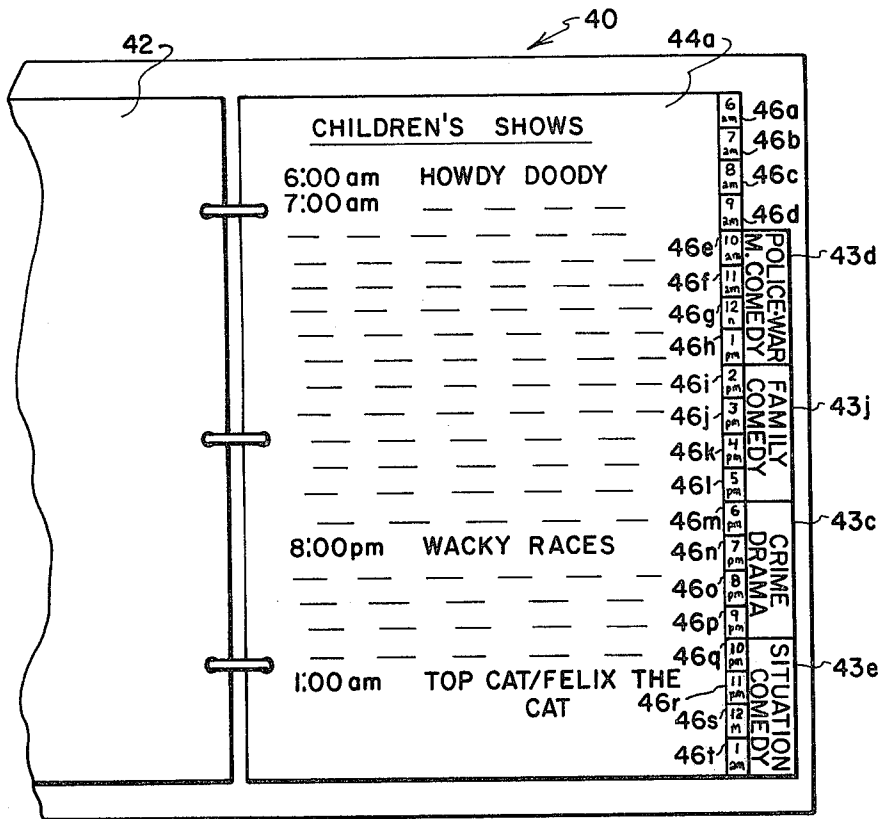 40
42
44a
CHILDREN'S SHOWS
6:00 am HOWDY DOODY
7:00 am
8:00 pm WACKY RACES
1:00 am TOP CAT/FELIX THE
CAT
6 am 46a
7 am 46b
8 am 46c
9 am 46d
46e 10 am
46f 11 am
46g 12 n
46h 1 pm
46i 2 pm
46j 3 pm
46k 4 pm
46l 5 pm
46m 6 pm
46n 7 pm
46o 8 pm
46p 9 pm
46q 10 pm
46r 11 pm
46s 12 M
46t 1 am
POLICE-WAR
M. COMEDY
43d
FAMILY
COMEDY
43j
CRIME
DRAMA
43c
SITUATION
COMEDY
43e